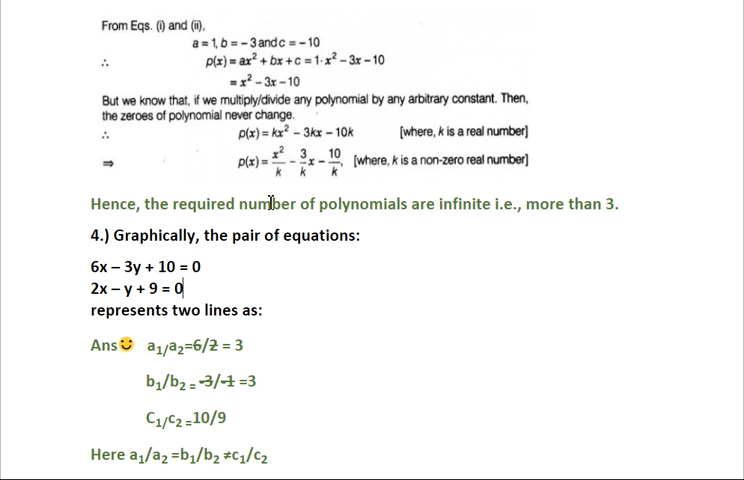 From Eqs. (i) and (ii),
a = 1, b = – 3 and c = – 10
∴ p(x) = ax² + bx + c = 1·x² – 3x – 10
= x² – 3x – 10
But we know that, if we multiply/divide any polynomial by any arbitrary constant. Then,
the zeroes of polynomial never change.
∴ p(x) = kx² – 3kx – 10k [where, k is a real number]
⇒ p(x) = x²/k – 3/k x – 10/k, [where, k is a non-zero real number]
Hence, the required number of polynomials are infinite i.e., more than 3.
4.) Graphically, the pair of equations:
6x – 3y + 10 = 0
2x – y + 9 = 0
represents two lines as:
Ans🙂 a₁/a₂=6/2 = 3
b₁/b₂ = -3/-1 =3
C₁/c₂ =10/9
Here a₁/a₂ =b₁/b₂ ≠c₁/c₂